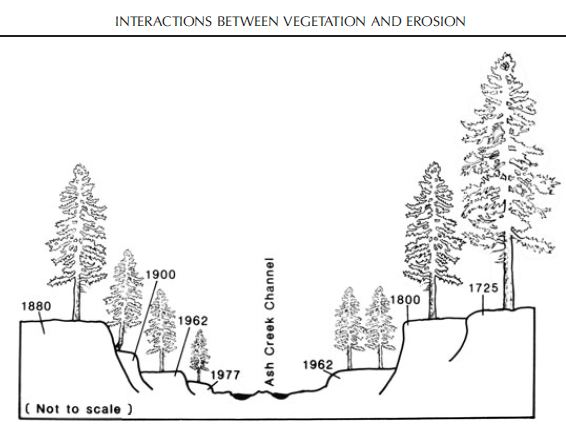 INTERACTIONS BETWEEN VEGETATION AND EROSION
1880
1900
1962
1977
Ash Creek Channel
1962
1800
1725
( Not to scale )